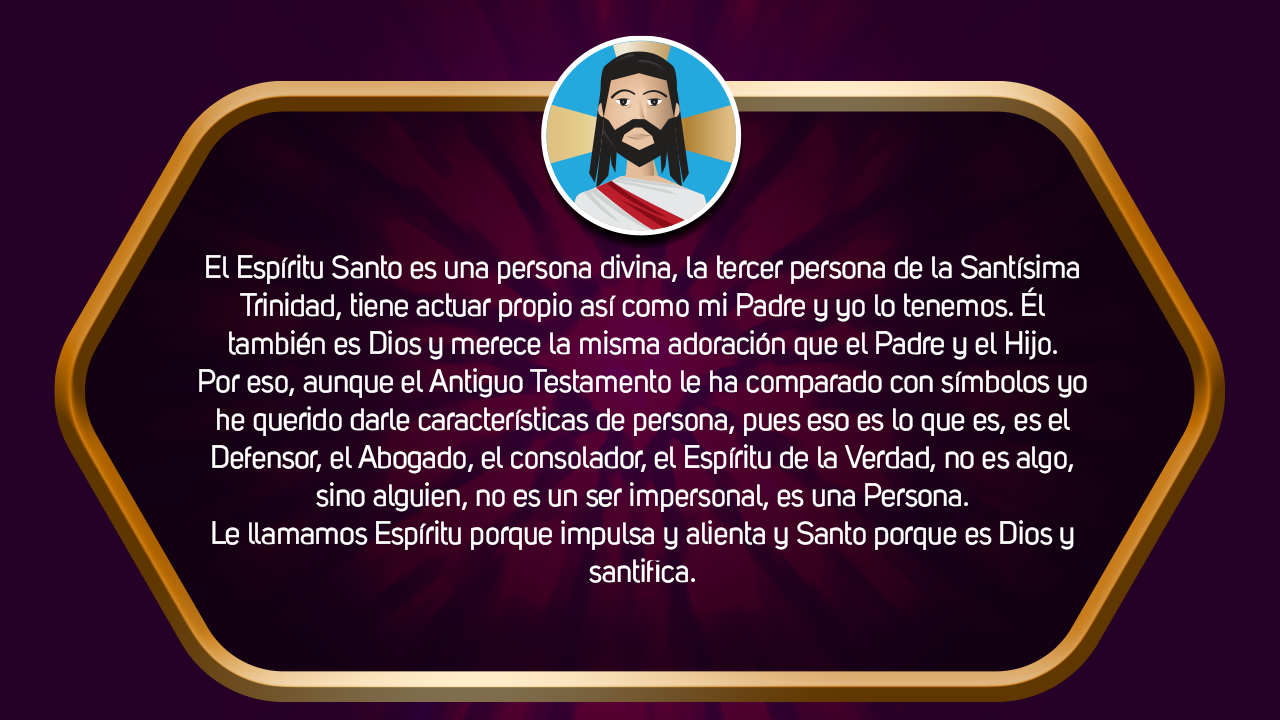 El Espíritu Santo es una persona divina, la tercer persona de la Santísima
Trinidad, tiene actuar propio así como mi Padre y yo lo tenemos. Él
también es Dios y merece la misma adoración que el Padre y el Hijo.
Por eso, aunque el Antiguo Testamento le ha comparado con símbolos yo
he querido darle características de persona, pues eso es lo que es, es el
Defensor, el Abogado, el consolador, el Espíritu de la Verdad, no es algo,
sino alguien, no es un ser impersonal, es una Persona.
Le llamamos Espíritu porque impulsa y alienta y Santo porque es Dios y
santifica.